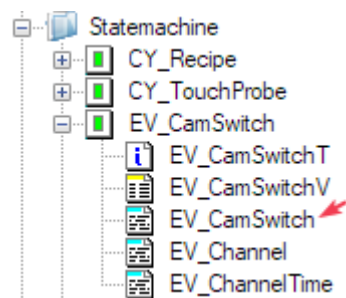 Statemachine
CY_Recipe
CY_TouchProbe
EV_CamSwitch
EV_CamSwitchT
EV_CamSwitchV
EV_CamSwitch
EV_Channel
EV_ChannelTime